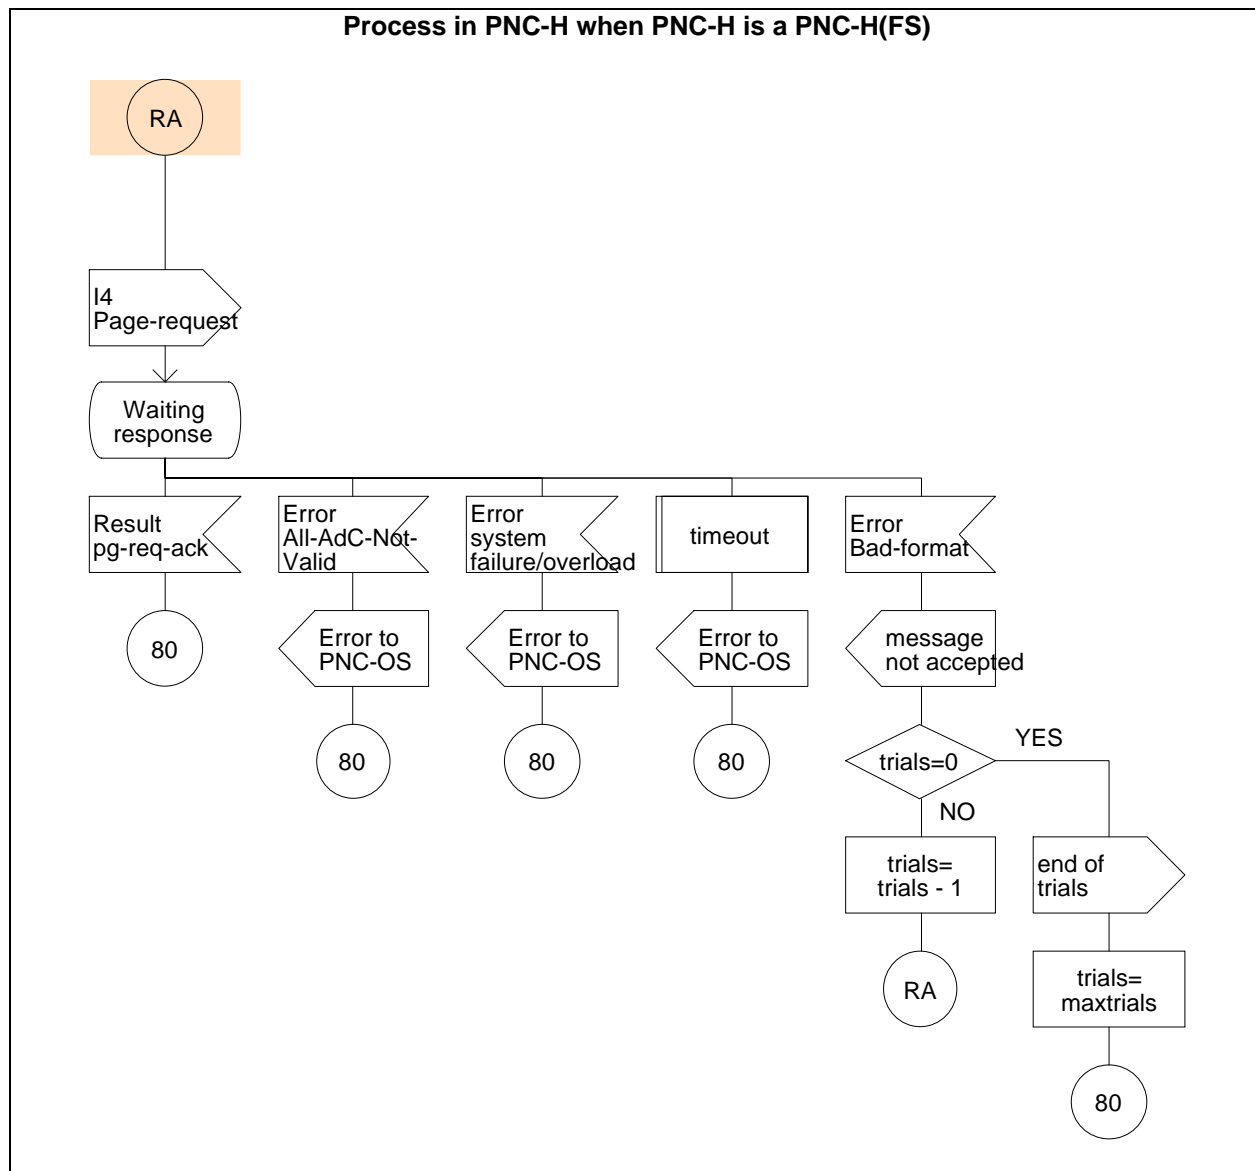 Process in PNC-H when PNC-H is a PNC-H(FS)
RA
I4
Page-request
Waiting
response
Result
pg-req-ack
Error
All-AdC-Not-
Valid
Error
system
failure/overload
timeout
Error
Bad-format
80
Error to
PNC-OS
Error to
PNC-OS
Error to
PNC-OS
message
not accepted
80
80
80
trials=0
YES
NO
trials=
trials - 1
end of
trials
RA
trials=
maxtrials
80